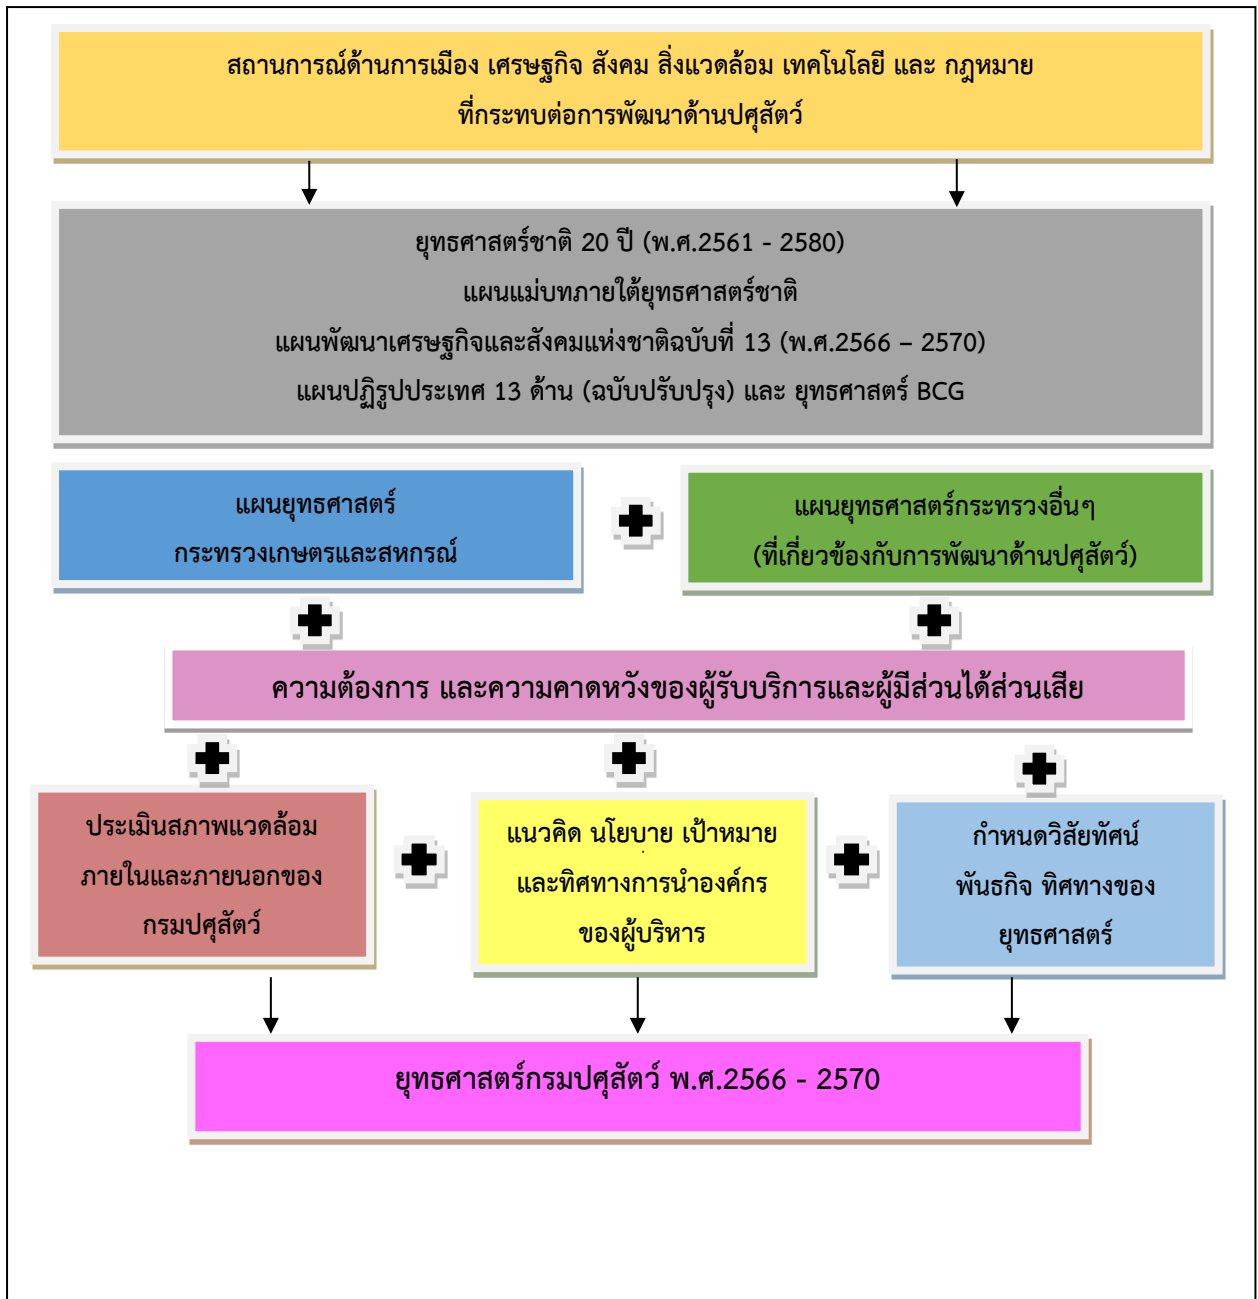 สถานการณ์ด้านการเมือง เศรษฐกิจ สังคม สิ่งแวดล้อม เทคโนโลยี และ กฎหมาย
ที่กระทบต่อการพัฒนาด้านปศุสัตว์
ยุทธศาสตร์ชาติ 20 ปี (พ.ศ.2561 - 2580)
แผนแม่บทภายใต้ยุทธศาสตร์ชาติ
แผนพัฒนาเศรษฐกิจและสังคมแห่งชาติฉบับที่ 13 (พ.ศ.2566 – 2570)
แผนปฏิรูปประเทศ 13 ด้าน (ฉบับปรับปรุง) และ ยุทธศาสตร์ BCG
แผนยุทธศาสตร์
กระทรวงเกษตรและสหกรณ์
แผนยุทธศาสตร์กระทรวงอื่นๆ
(ที่เกี่ยวข้องกับการพัฒนาด้านปศุสัตว์)
ความต้องการ และความคาดหวังของผู้รับบริการและผู้มีส่วนได้ส่วนเสีย
ประเมินสภาพแวดล้อม
ภายในและภายนอกของ
กรมปศุสัตว์
แนวคิด นโยบาย เป้าหมาย
และทิศทางการนำองค์กร
ของผู้บริหาร
กำหนดวิสัยทัศน์
พันธกิจ ทิศทางของ
ยุทธศาสตร์
ยุทธศาสตร์กรมปศุสัตว์ พ.ศ.2566 - 2570